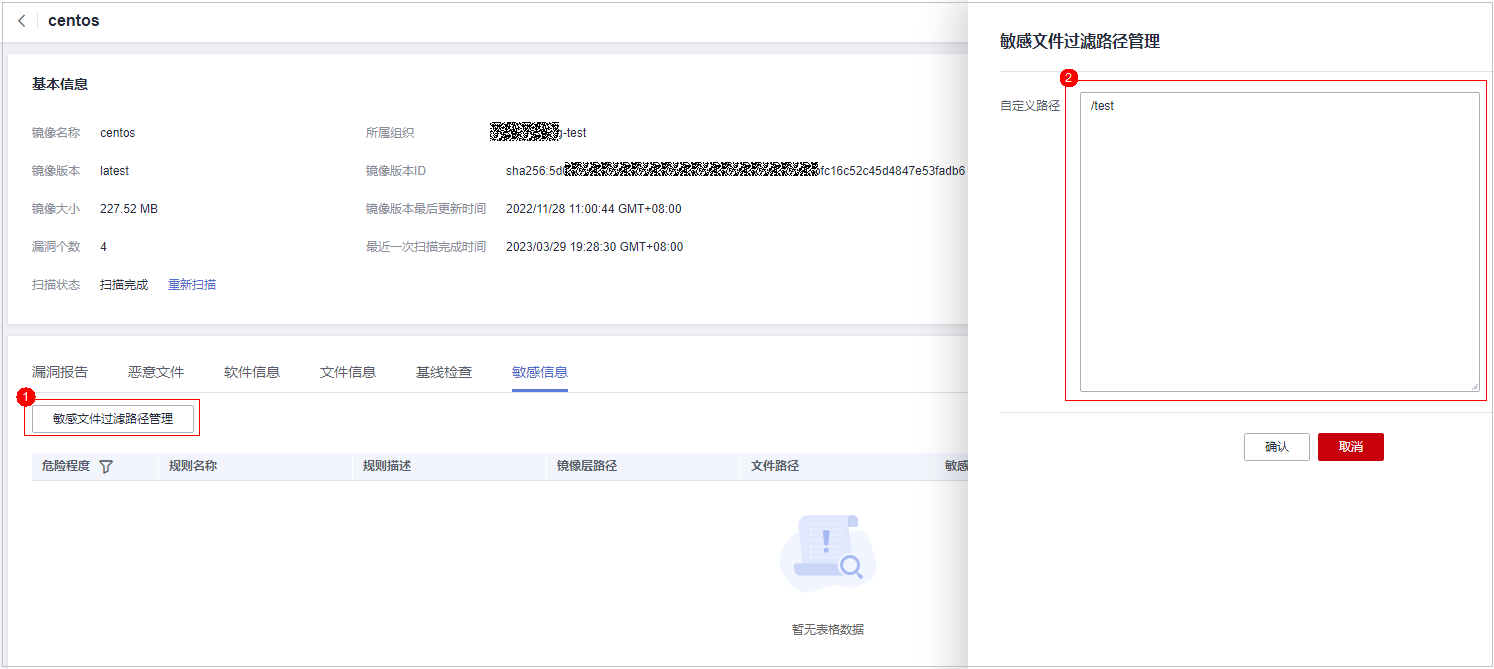 centos
基本信息
镜像名称 centos 所属组织 -test
镜像版本 latest 镜像版本ID sha256:5d fc16c52c45d4847e53fadb6
镜像大小 227.52 MB 镜像版本最后更新时间 2022/11/28 11:00:44 GMT+08:00
漏洞个数 4 最近一次扫描完成时间 2023/03/29 19:28:30 GMT+08:00
扫描状态 扫描完成 重新扫描
漏洞报告 恶意文件 软件信息 文件信息 基线检查 敏感信息
1
敏感文件过滤路径管理
危险程度 规则名称 规则描述 镜像层路径 文件路径 敏感
暂无表格数据
敏感文件过滤路径管理
2
自定义路径 /test
确认 取消